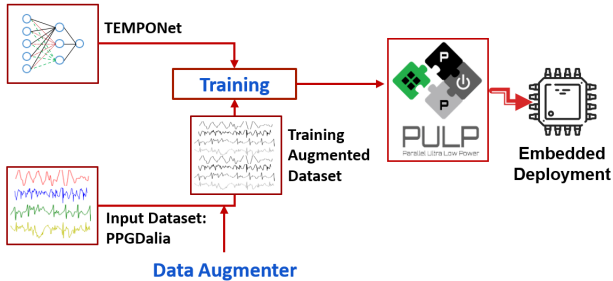 TEMPONet
Training
P
P
PULP
Parallel Ultra Low Power
Training
Augmented
Dataset
Embedded
Deployment
Input Dataset:
PPGDalia
Data Augmenter